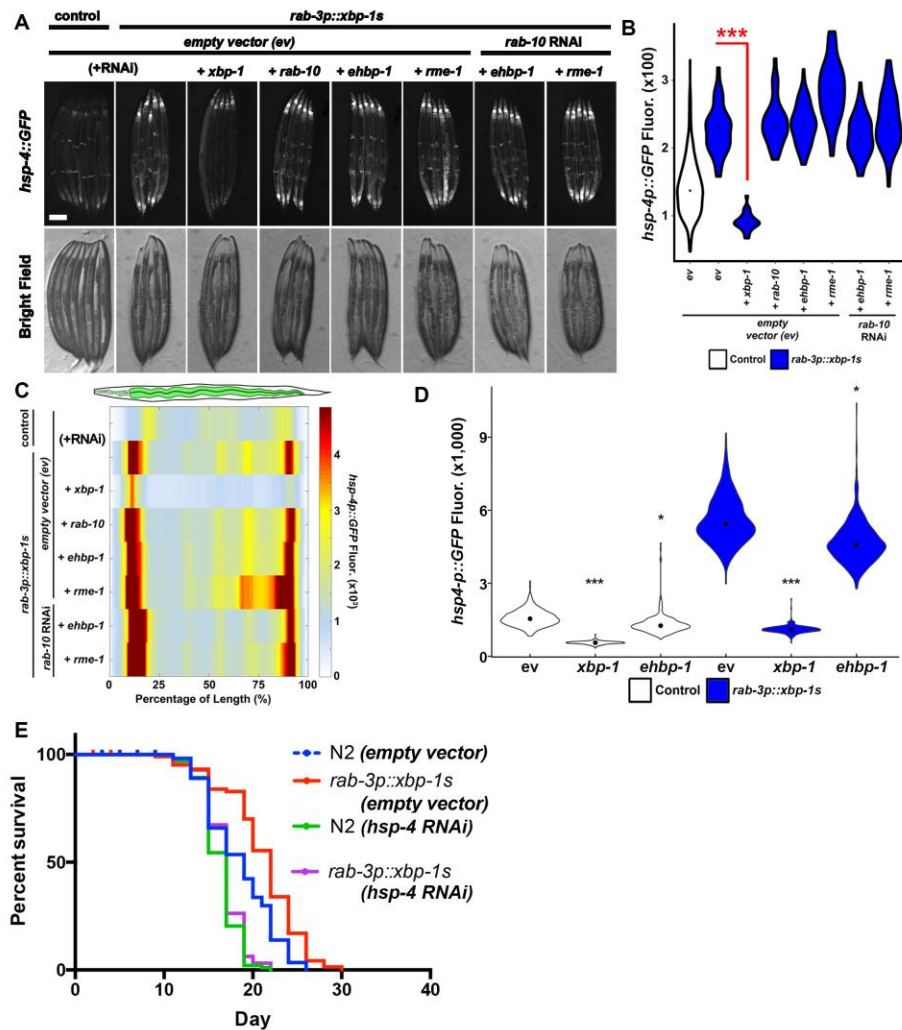 A
control
rab-3p::xbp-1s
empty vector (ev)
rab-10 RNAi
(+RNAi)
+ xbp-1
+ rab-10
+ ehbp-1
+ rme-1
+ ehbp-1
+ rme-1
hsp-4::GFP
Bright Field
B
***
hsp-4p::GFP Fluor. (x100)
3
2
1
ev
ev
+ xbp-1
+ rab-10
+ ehbp-1
+ rme-1
+ ehbp-1
+ rme-1
empty
vector (ev)
rab-10
RNAi
Control
rab-3p::xbp-1s
C
control
(+RNAi)
rab-3p::xbp-1s
empty vector (ev)
+ xbp-1
+ rab-10
+ ehbp-1
+ rme-1
rab-10 RNAi
+ ehbp-1
+ rme-1
0
25
50
75
100
Percentage of Length (%)
4
3
2
1
0
hsp-4p::GFP Fluor. (x10³)
D
hsp4-p::GFP Fluor. (x1,000)
9
6
3
0
***
*
***
*
ev
xbp-1
ehbp-1
ev
xbp-1
ehbp-1
Control
rab-3p::xbp-1s
E
Percent survival
100
50
0
0
10
20
30
40
Day
N2 (empty vector)
rab-3p::xbp-1s
(empty vector)
N2 (hsp-4 RNAi)
rab-3p::xbp-1s
(hsp-4 RNAi)